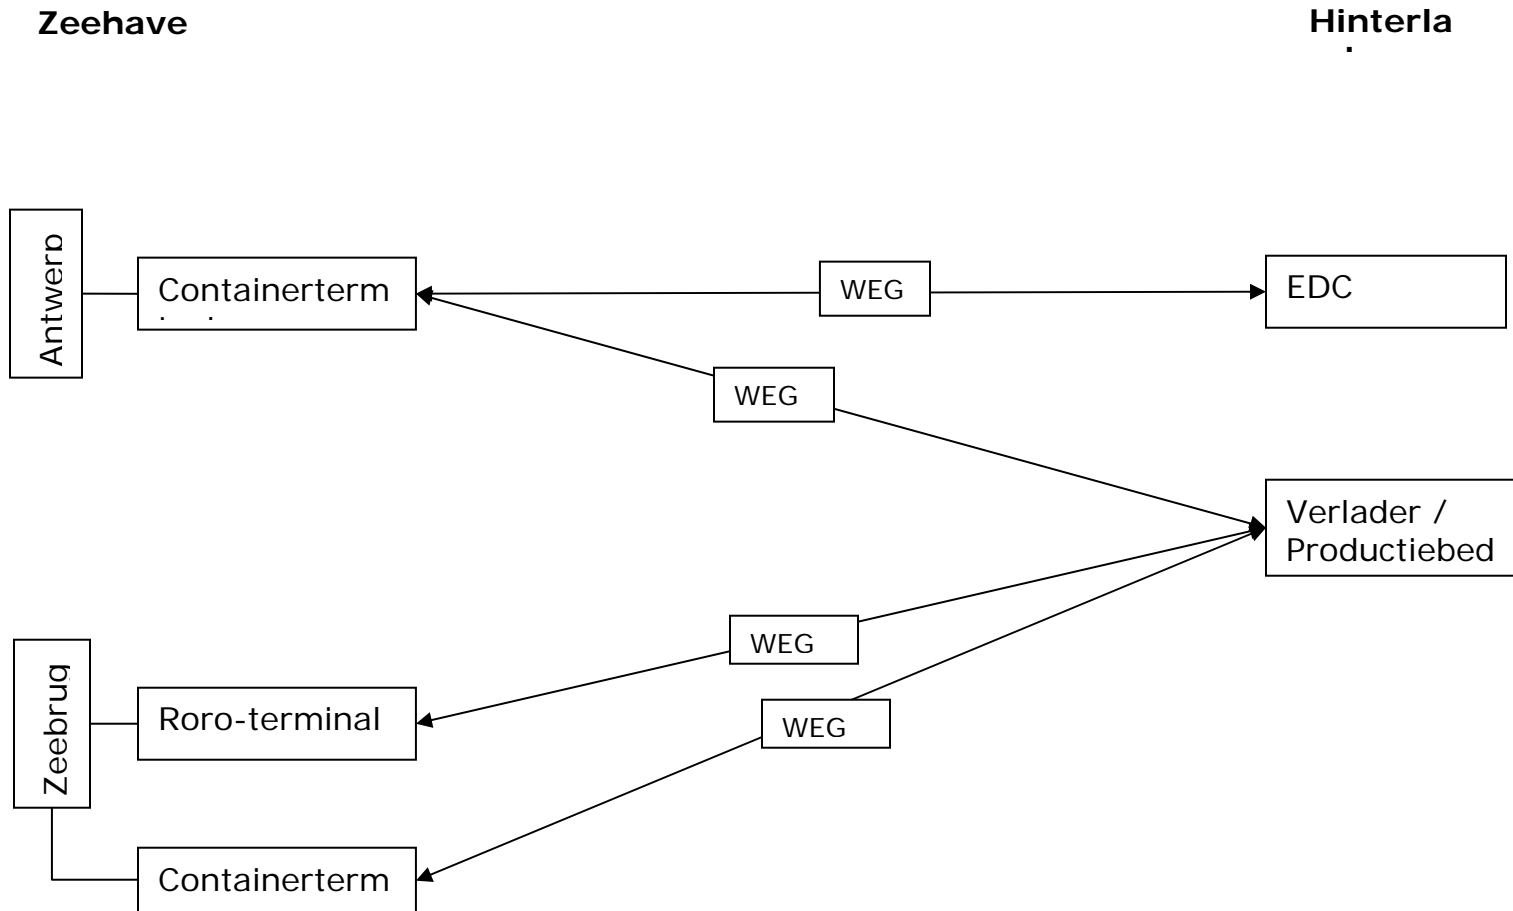 Zeehave
Hinterla
Antwerp
Containerterm
WEG
EDC
WEG
Verlader /
Productiebed
WEG
Zeebrug
Roro-terminal
WEG
Containerterm